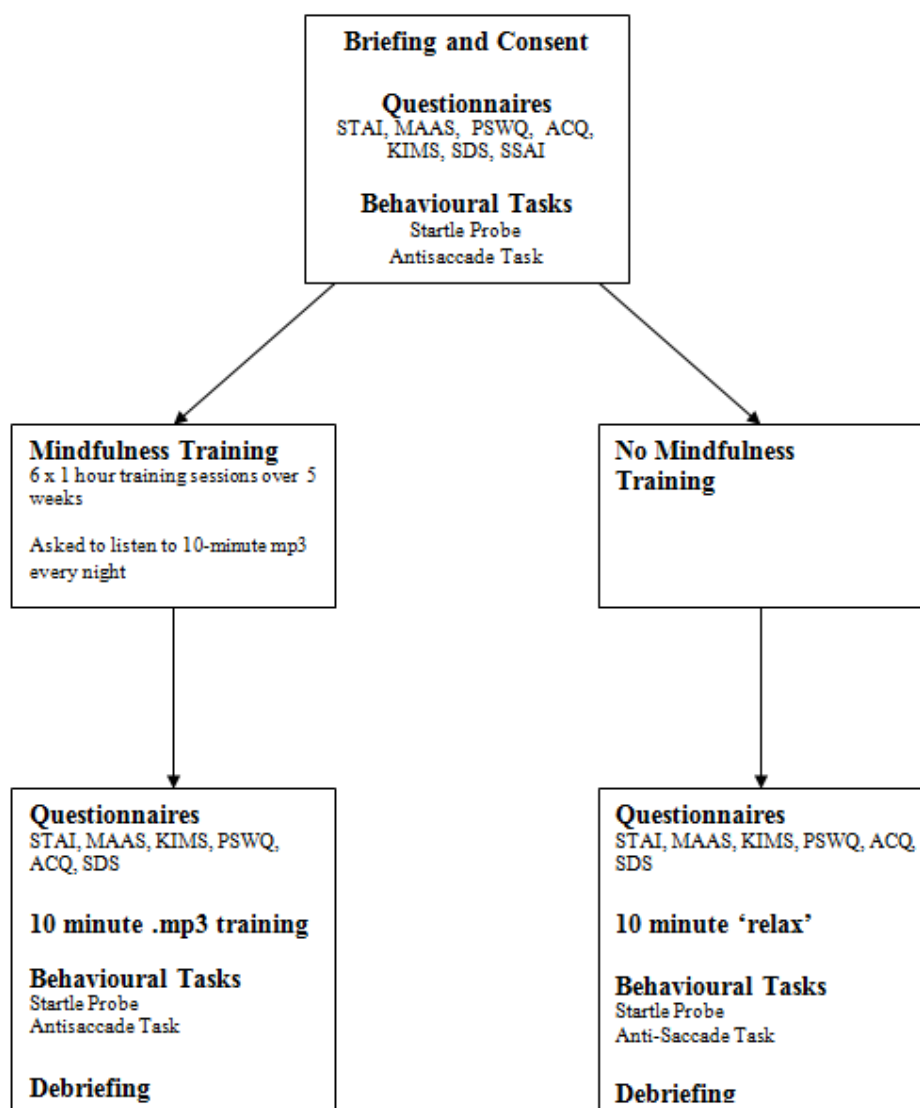 Briefing and Consent
Questionnaires
STAI, MAAS, PSWQ, ACQ,
KIMS, SDS, SSAI
Behavioural Tasks
Startle Probe
Antisaccade Task
Mindfulness Training
6 x 1 hour training sessions over 5
weeks
Asked to listen to 10-minute mp3
every night
No Mindfulness
Training
Questionnaires
STAI, MAAS, KIMS, PSWQ,
ACQ, SDS
10 minute .mp3 training
Behavioural Tasks
Startle Probe
Antisaccade Task
Debriefing
Questionnaires
STAI, MAAS, KIMS, PSWQ, ACQ,
SDS
10 minute ‘relax’
Behavioural Tasks
Startle Probe
Anti-Saccade Task
Debriefing